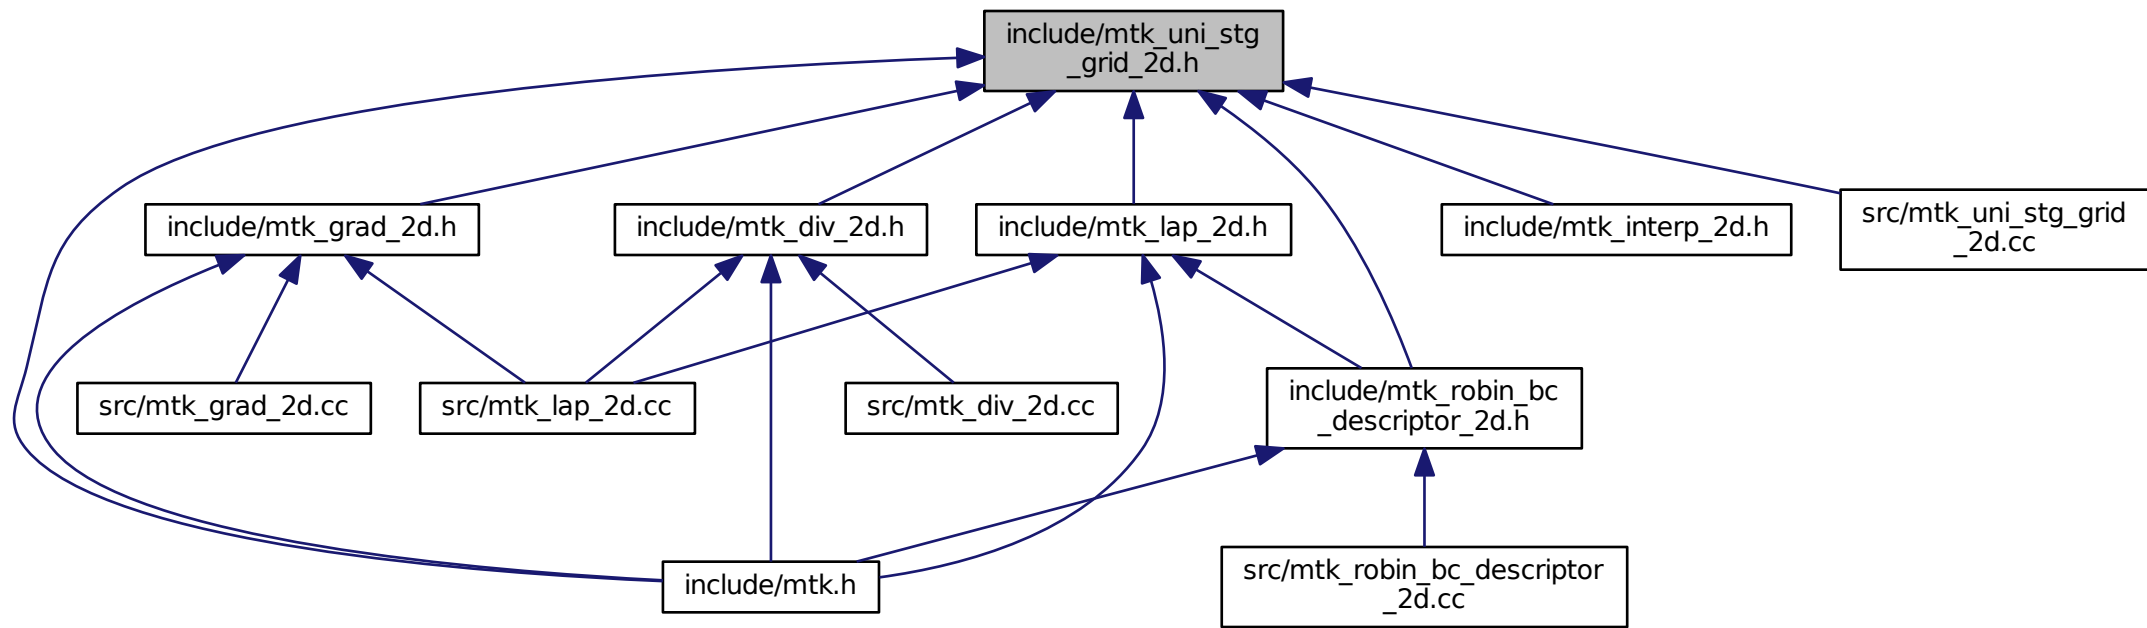 include/mtk_uni_stg
_grid_2d.h
include/mtk_grad_2d.h
include/mtk_div_2d.h
include/mtk_lap_2d.h
include/mtk_interp_2d.h
src/mtk_uni_stg_grid
_2d.cc
src/mtk_grad_2d.cc
src/mtk_lap_2d.cc
src/mtk_div_2d.cc
include/mtk_robin_bc
_descriptor_2d.h
include/mtk.h
src/mtk_robin_bc_descriptor
_2d.cc